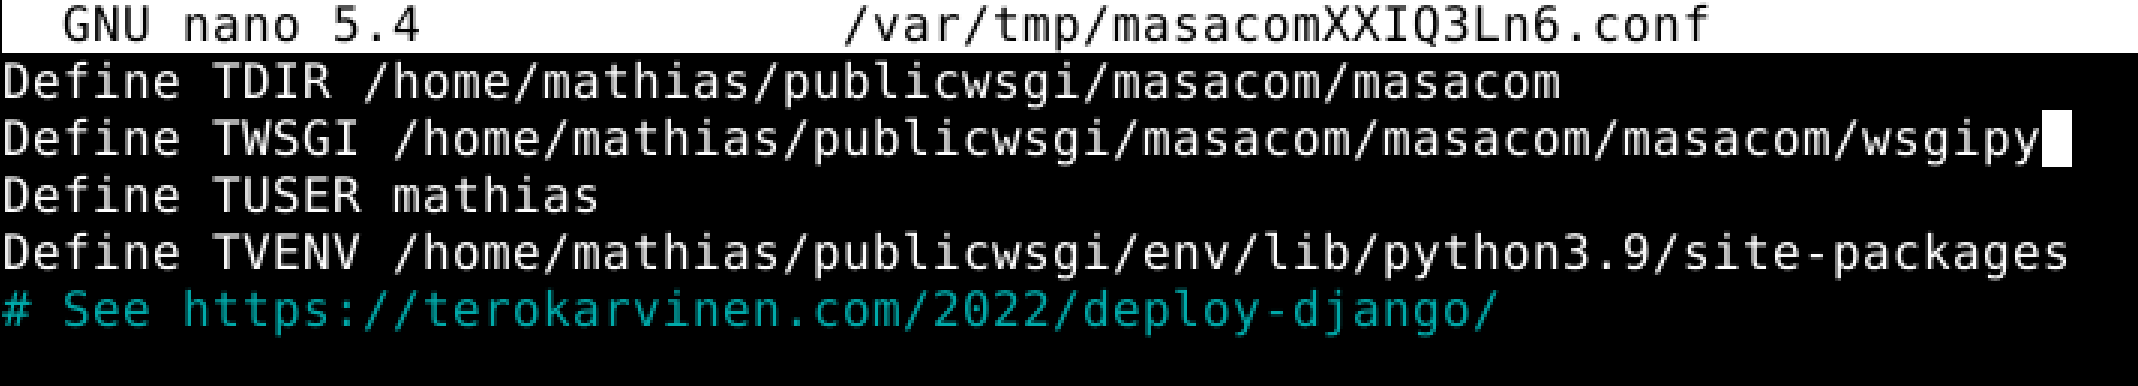 GNU nano 5.4 /var/tmp/masacomXXIQ3Ln6.conf
Define TDIR /home/mathias/publicwsgi/masacom/masacom
Define TWSGI /home/mathias/publicwsgi/masacom/masacom/masacom/wsgipy
Define TUSER mathias
Define TVENV /home/mathias/publicwsgi/env/lib/python3.9/site-packages
# See https://terokarvinen.com/2022/deploy-django/